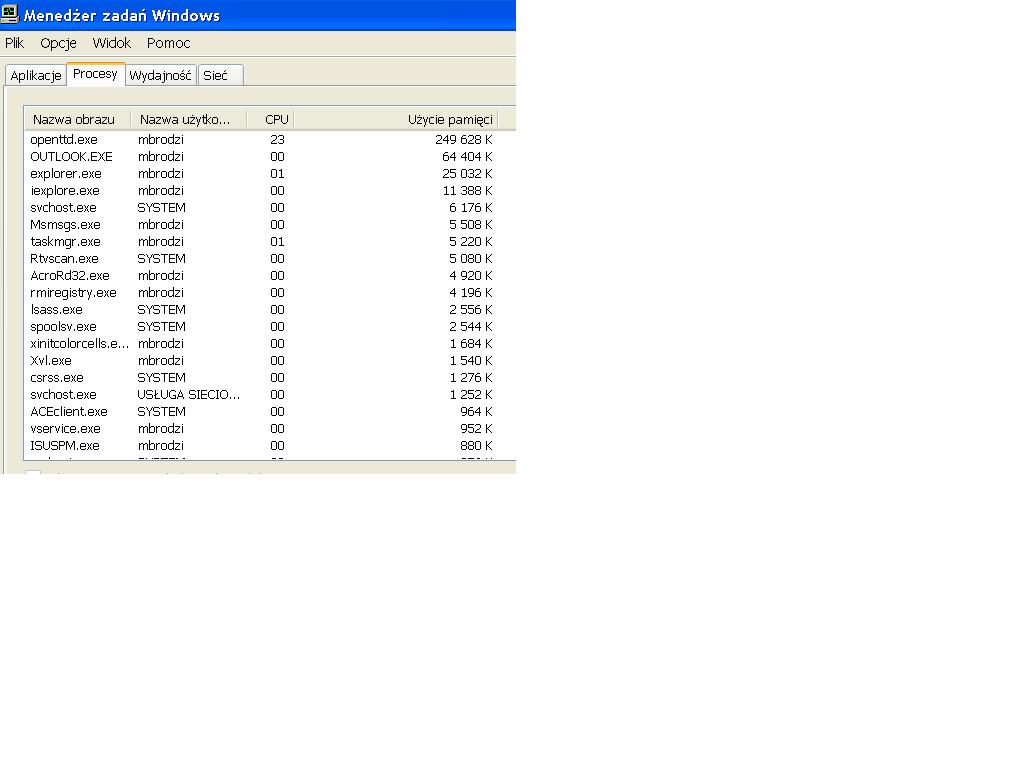 Menedżer zadań Windows
Plik Opcje Widok Pomoc
Aplikacje Procesy Wydajność Sieć
Nazwa obrazu Nazwa użytko... CPU Użycie pamięci
openttd.exe mbrodzi 23 249 628 K
OUTLOOK.EXE mbrodzi 00 64 404 K
explorer.exe mbrodzi 01 25 032 K
iexplore.exe mbrodzi 00 11 388 K
svchost.exe SYSTEM 00 6 176 K
Msmsgs.exe mbrodzi 00 5 508 K
taskmgr.exe mbrodzi 01 5 220 K
Rtvscan.exe SYSTEM 00 5 080 K
AcroRd32.exe mbrodzi 00 4 920 K
rmiregistry.exe mbrodzi 00 4 196 K
lsass.exe SYSTEM 00 2 556 K
spoolsv.exe SYSTEM 00 2 544 K
xinitcolorcells.e... mbrodzi 00 1 684 K
Xvl.exe mbrodzi 00 1 540 K
csrss.exe SYSTEM 00 1 276 K
svchost.exe USŁUGA SIECIO... 00 1 252 K
ACEclient.exe SYSTEM 00 964 K
vservice.exe mbrodzi 00 952 K
ISUSPM.exe mbrodzi 00 880 K